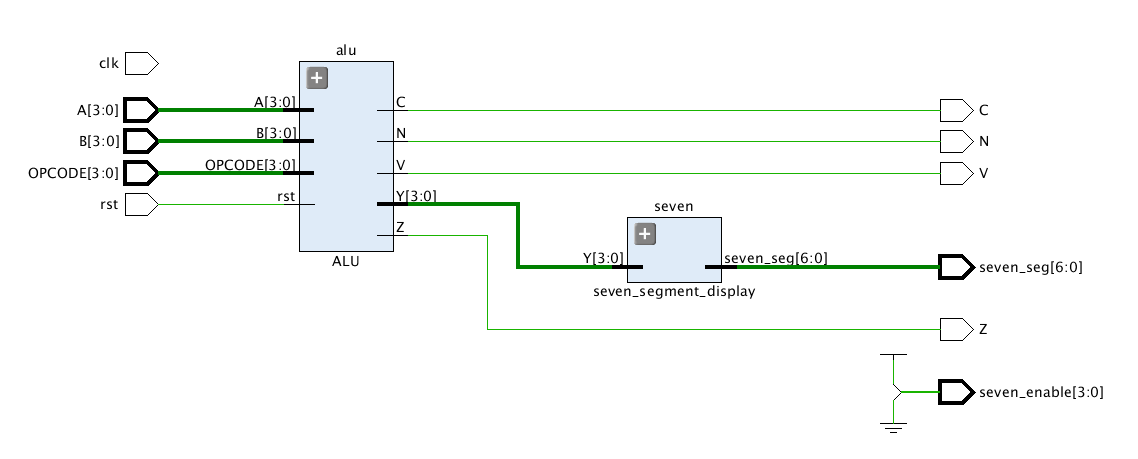 alu
clk
A[3:0] A[3:0] C C
B[3:0] B[3:0] N N
OPCODE[3:0] OPCODE[3:0] V V
rst rst Y[3:0]
seven
Z
ALU
Y[3:0] seven_seg[6:0] seven_seg[6:0]
seven_segment_display
Z
seven_enable[3:0]